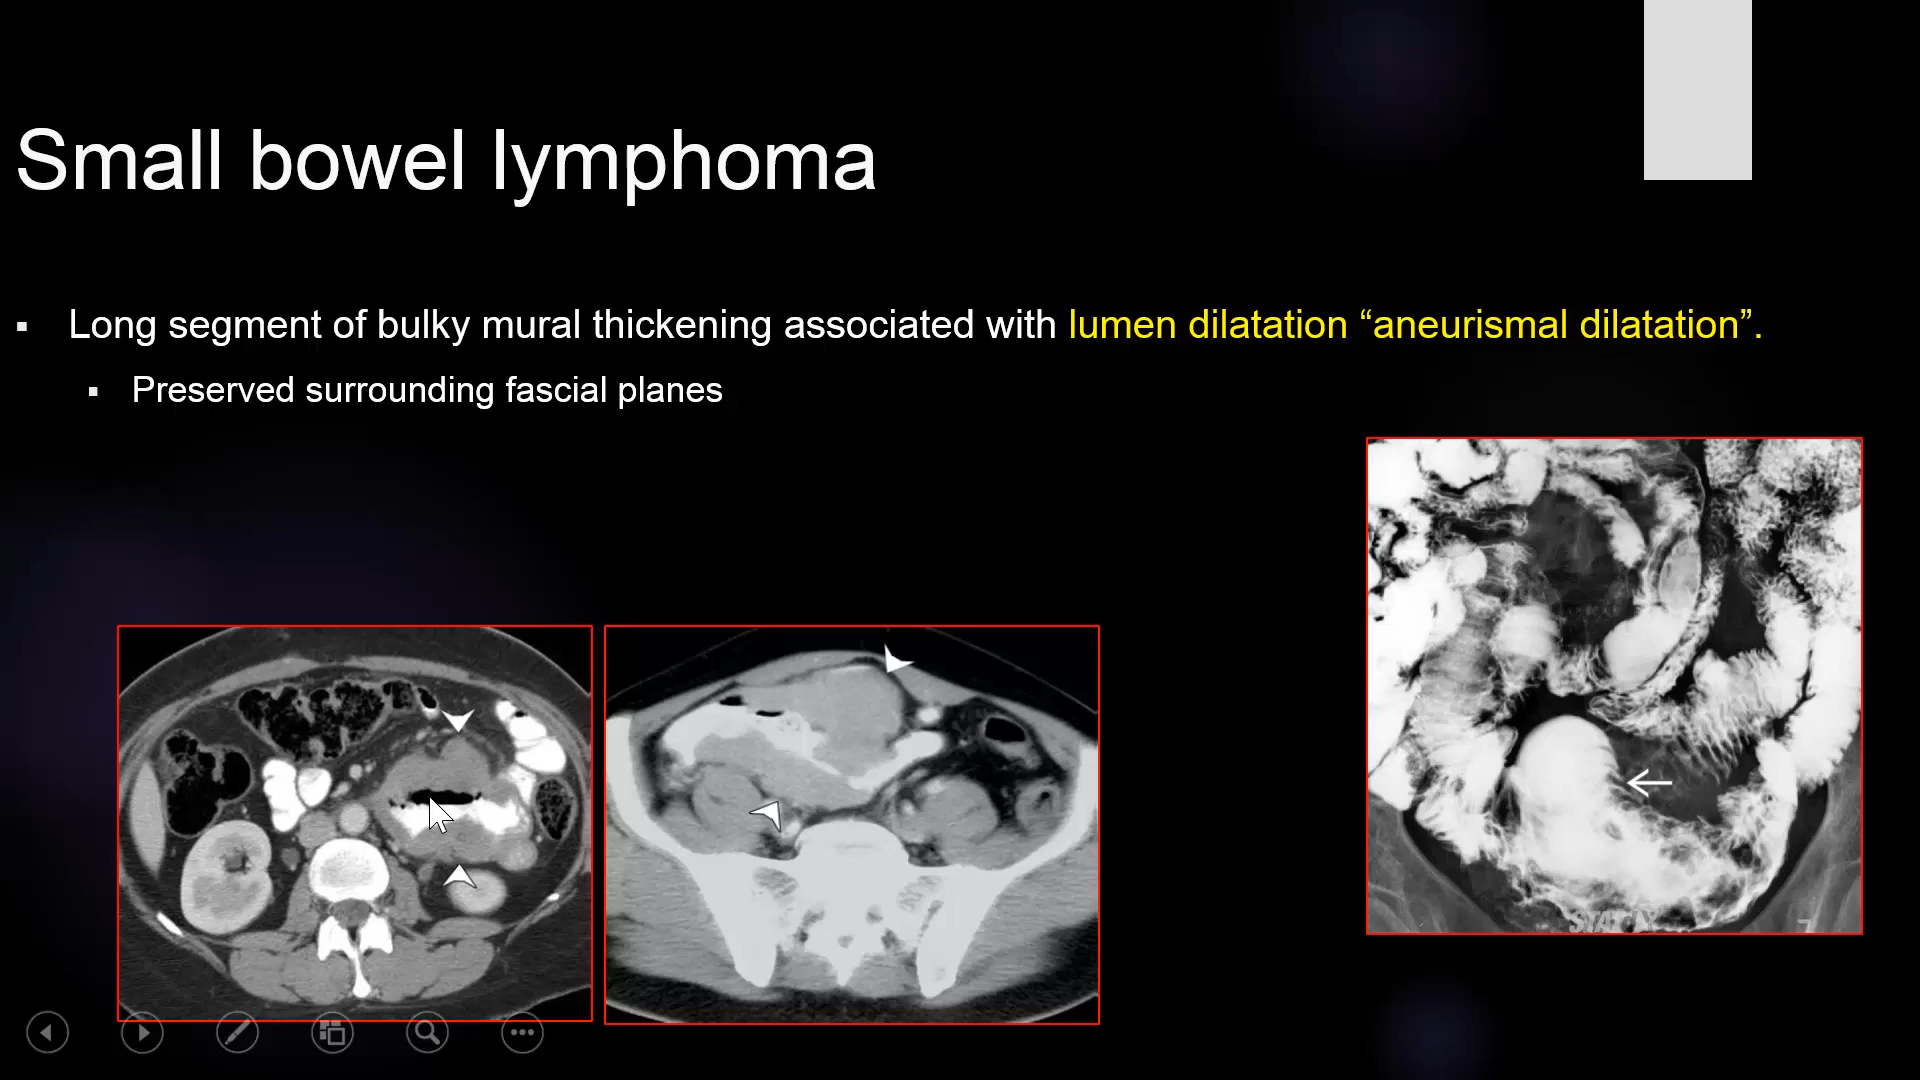 Small bowel lymphoma
▪ Long segment of bulky mural thickening associated with lumen dilatation “aneurismal dilatation”.
▪ Preserved surrounding fascial planes